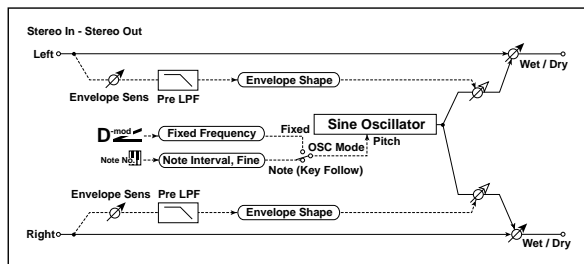 Stereo In - Stereo Out
Left
Wet / Dry
Envelope Sens
Pre LPF
Envelope Shape
D-mod
Fixed Frequency
Fixed
Sine Oscillator
OSC Mode
Pitch
Note No.
Note Interval, Fine
Note (Key Follow)
Envelope Sens
Pre LPF
Envelope Shape
Right
Wet / Dry